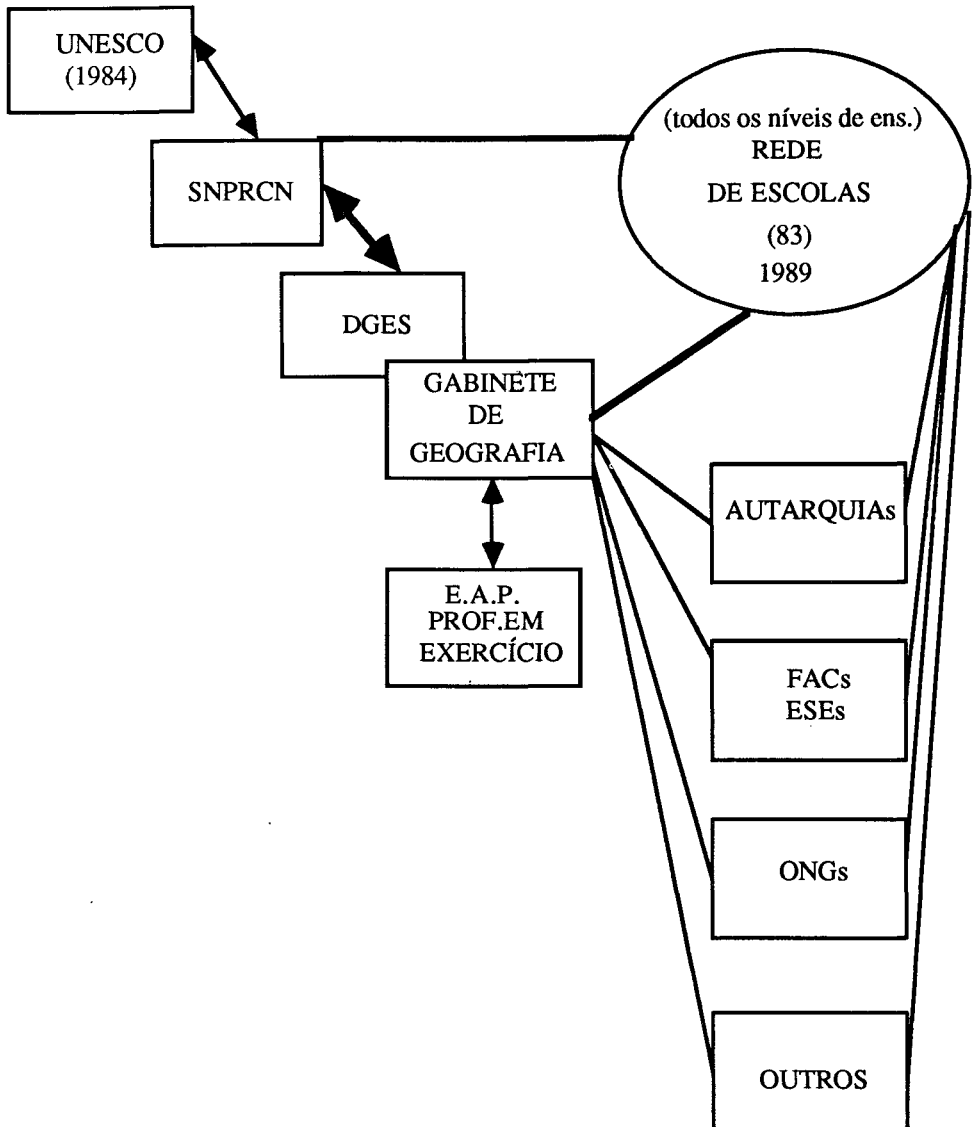 UNESCO
(1984)
SNPRCN
(todos os níveis de ens.)
REDE
DE ESCOLAS
(83)
1989
DGES
GABINETE
DE
GEOGRAFIA
E.A.P.
PROF.EM
EXERCÍCIO
AUTARQUIAs
FACs
ESEs
ONGs
OUTROS